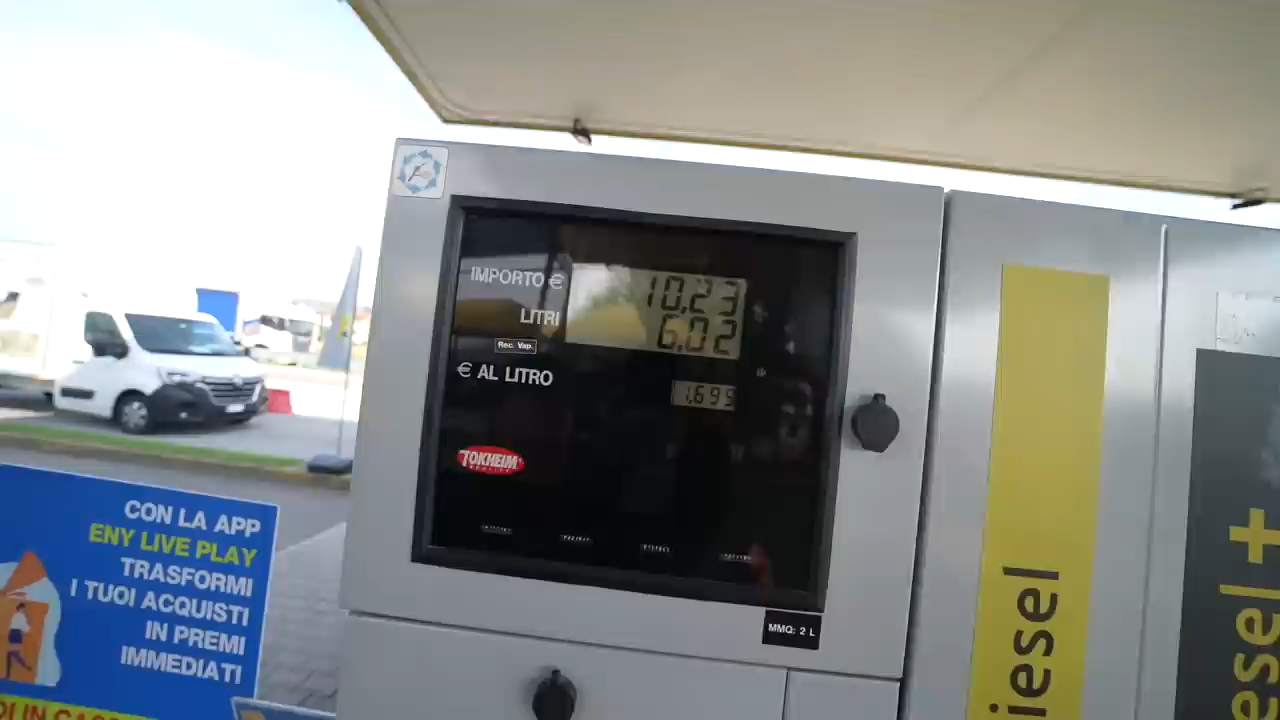 IMPORTO €
10,23
LITRI
6,02
Rec. Vap.
€ AL LITRO
1,695
TOKHEIM
MMQ: 2 L
CON LA APP
ENY LIVE PLAY
TRASFORMI
I TUOI ACQUISTI
IN PREMI
IMMEDIATI
iesel
esel +